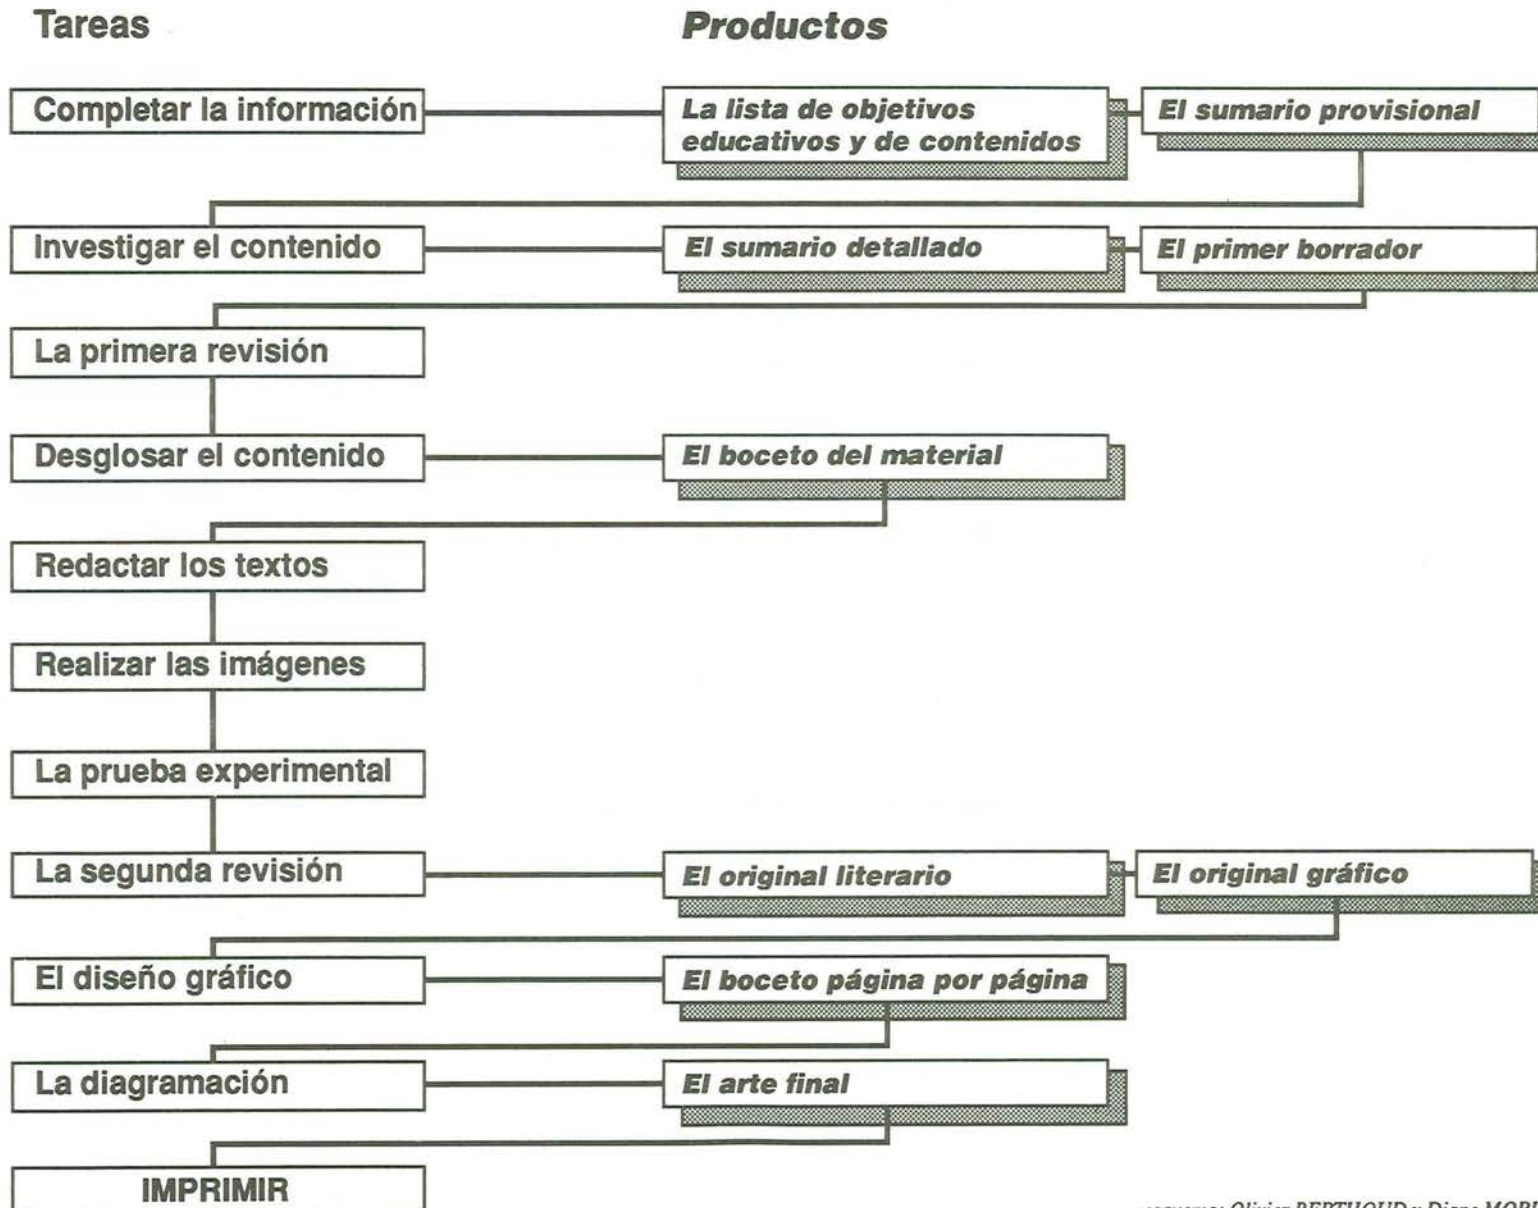 Tareas
Productos
Completar la información
La lista de objetivos
educativos y de contenidos
El sumario provisional
Investigar el contenido
El sumario detallado
El primer borrador
La primera revisión
Desglosar el contenido
El boceto del material
Redactar los textos
Realizar las imágenes
La prueba experimental
La segunda revisión
El original literario
El original gráfico
El diseño gráfico
El boceto página por página
La diagramación
El arte final
IMPRIMIR
Olivier BERTHOUD y Diane